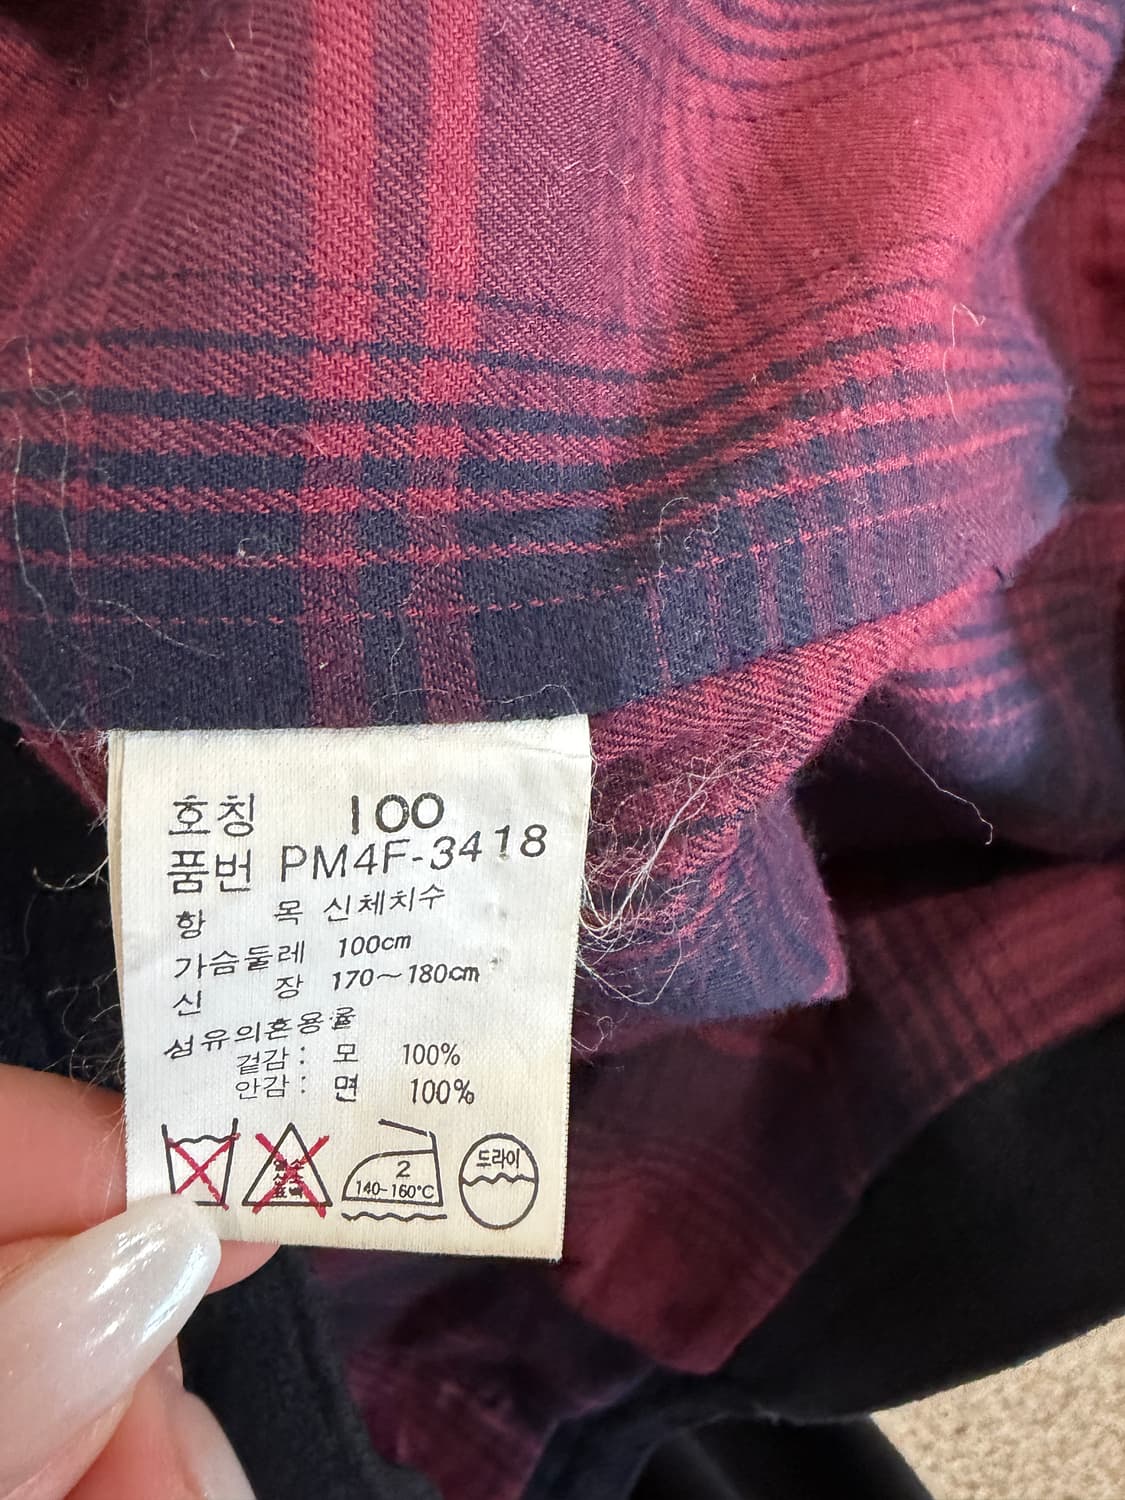 호칭 100
품번 PM4F-3418
항 목 신체치수
가슴둘레 100cm
신 장 170~180cm
섬유의혼용률
겉감: 모 100%
안감: 면 100%
2
140-160°C
드라이